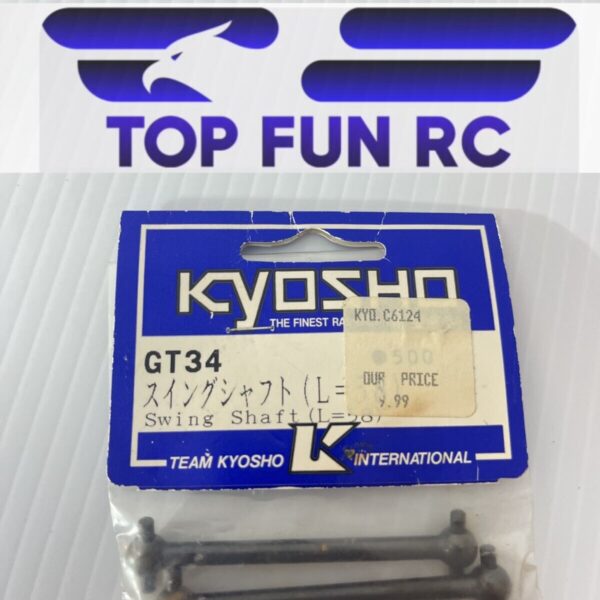 TOP FUN RC
KYOSHO
THE FINEST RA
KYO.C6124
500
OUR PRICE
9.99
GT34
スイングシャフト(L=
Swing Shaft(L=58)
TEAM KYOSHO K INTERNATIONAL